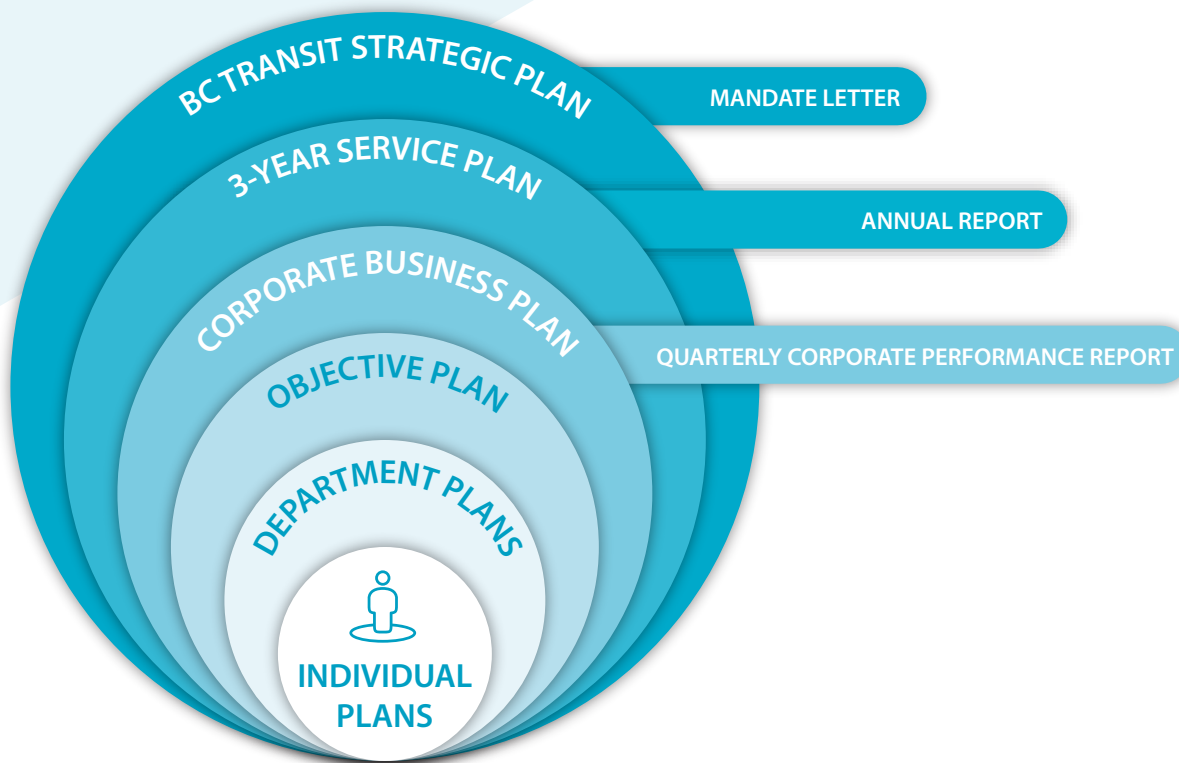 BC TRANSIT STRATEGIC PLAN
MANDATE LETTER
3-YEAR SERVICE PLAN
ANNUAL REPORT
CORPORATE BUSINESS PLAN
QUARTERLY CORPORATE PERFORMANCE REPORT
OBJECTIVE PLAN
DEPARTMENT PLANS
INDIVIDUAL
PLANS